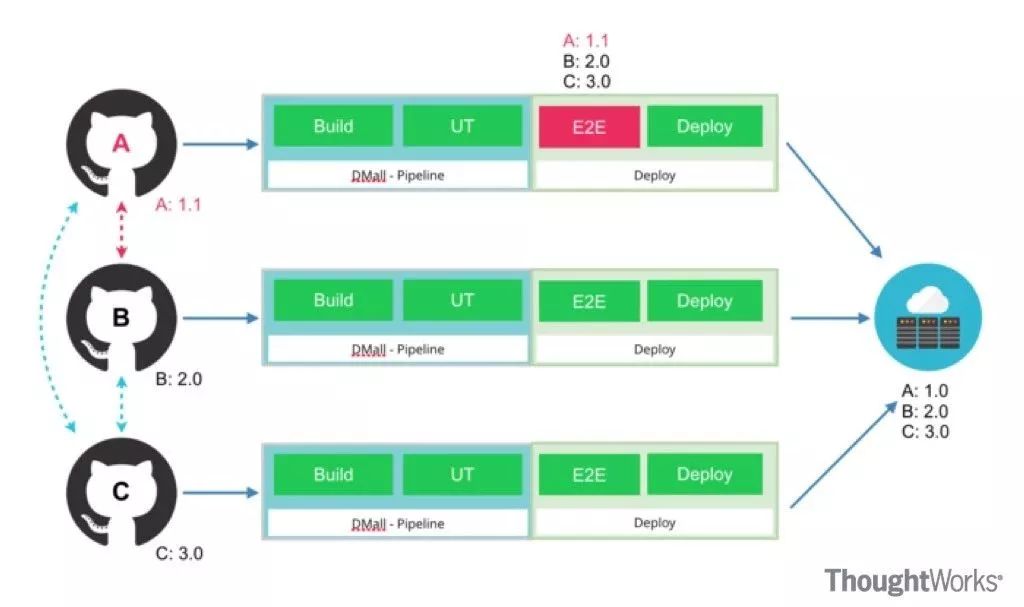 A: 1.1
B: 2.0
C: 3.0
A
Build
UT
E2E
Deploy
DMall - Pipeline
Deploy
A: 1.1
B
Build
UT
E2E
Deploy
DMall - Pipeline
Deploy
B: 2.0
A: 1.0
B: 2.0
C: 3.0
C
Build
UT
E2E
Deploy
DMall - Pipeline
Deploy
C: 3.0
ThoughtWorks®